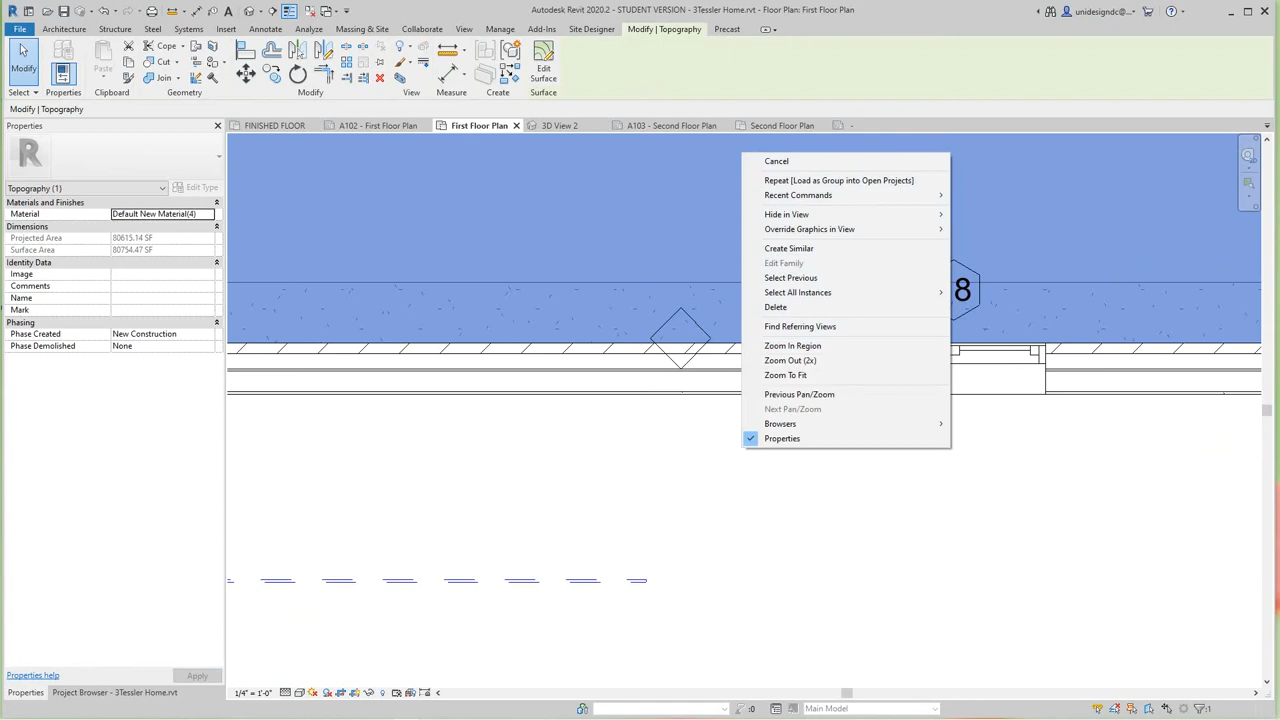 Autodesk Revit 2020.2 - STUDENT VERSION - 3Tessler Home.rvt - Floor Plan: First Floor Plan
unidesigndc@...
File Architecture Structure Steel Systems Insert Annotate Analyze Massing & Site Collaborate View Manage Add-Ins Site Designer Modify | Topography Precast
Cope
Cut
Join
Modify
Paste
Edit
Surface
Select Properties Clipboard Geometry Modify View Measure Create Surface
Modify | Topography
Properties
FINISHED FLOOR
A102 - First Floor Plan
First Floor Plan
3D View 2
A103 - Second Floor Plan
Second Floor Plan
-
R
Topography (1)
Edit Type
Materials and Finishes
Material Default New Material(4)
Dimensions
Projected Area 80615.14 SF
Surface Area 80754.47 SF
Identity Data
Image
Comments
Name
Mark
Phasing
Phase Created New Construction
Phase Demolished None
Cancel
Repeat [Load as Group into Open Projects]
Recent Commands
Hide in View
Override Graphics in View
Create Similar
Edit Family
Select Previous
Select All Instances
Delete
Find Referring Views
Zoom In Region
Zoom Out (2x)
Zoom To Fit
Previous Pan/Zoom
Next Pan/Zoom
Browsers
Properties
8
Properties help
Apply
Properties
Project Browser - 3Tessler Home.rvt
1/4" = 1'-0"
:0
Main Model
:1